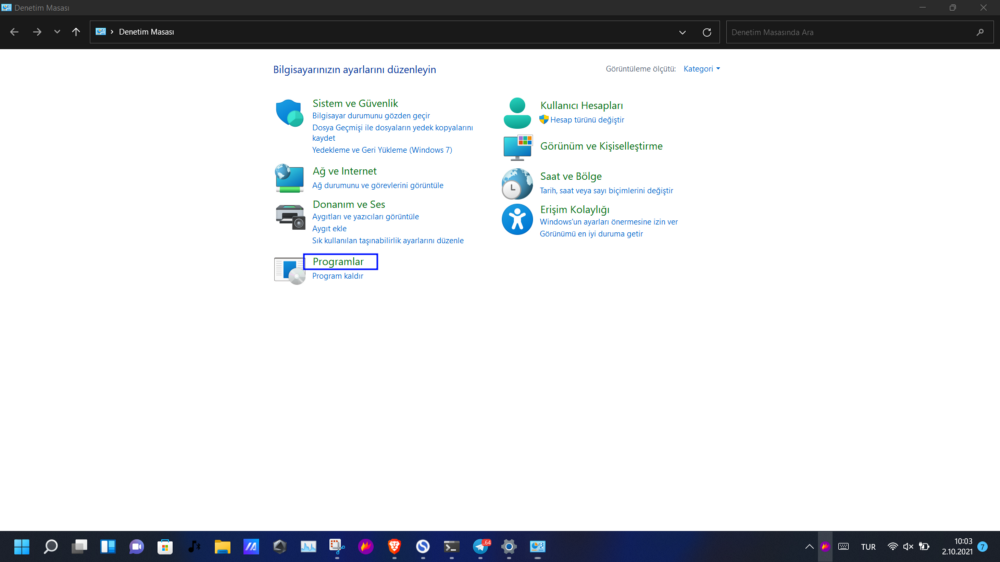 Denetim Masası
Denetim Masası
Denetim Masasında Ara
Bilgisayarınızın ayarlarını düzenleyin
Görüntüleme ölçütü: Kategori
Sistem ve Güvenlik
Bilgisayar durumunu gözden geçir
Dosya Geçmişi ile dosyaların yedek kopyalarını
kaydet
Yedekleme ve Geri Yükleme (Windows 7)
Ağ ve Internet
Ağ durumunu ve görevlerini görüntüle
Donanım ve Ses
Aygıtları ve yazıcıları görüntüle
Aygıt ekle
Sık kullanılan taşınabilirlik ayarlarını düzenle
Programlar
Program kaldır
Kullanıcı Hesapları
Hesap türünü değiştir
Görünüm ve Kişiselleştirme
Saat ve Bölge
Tarih, saat veya sayı biçimlerini değiştir
Erişim Kolaylığı
Windows'un ayarları önermesine izin ver
Görünümü en iyi duruma getir
TUR
10:03
2.10.2021
7